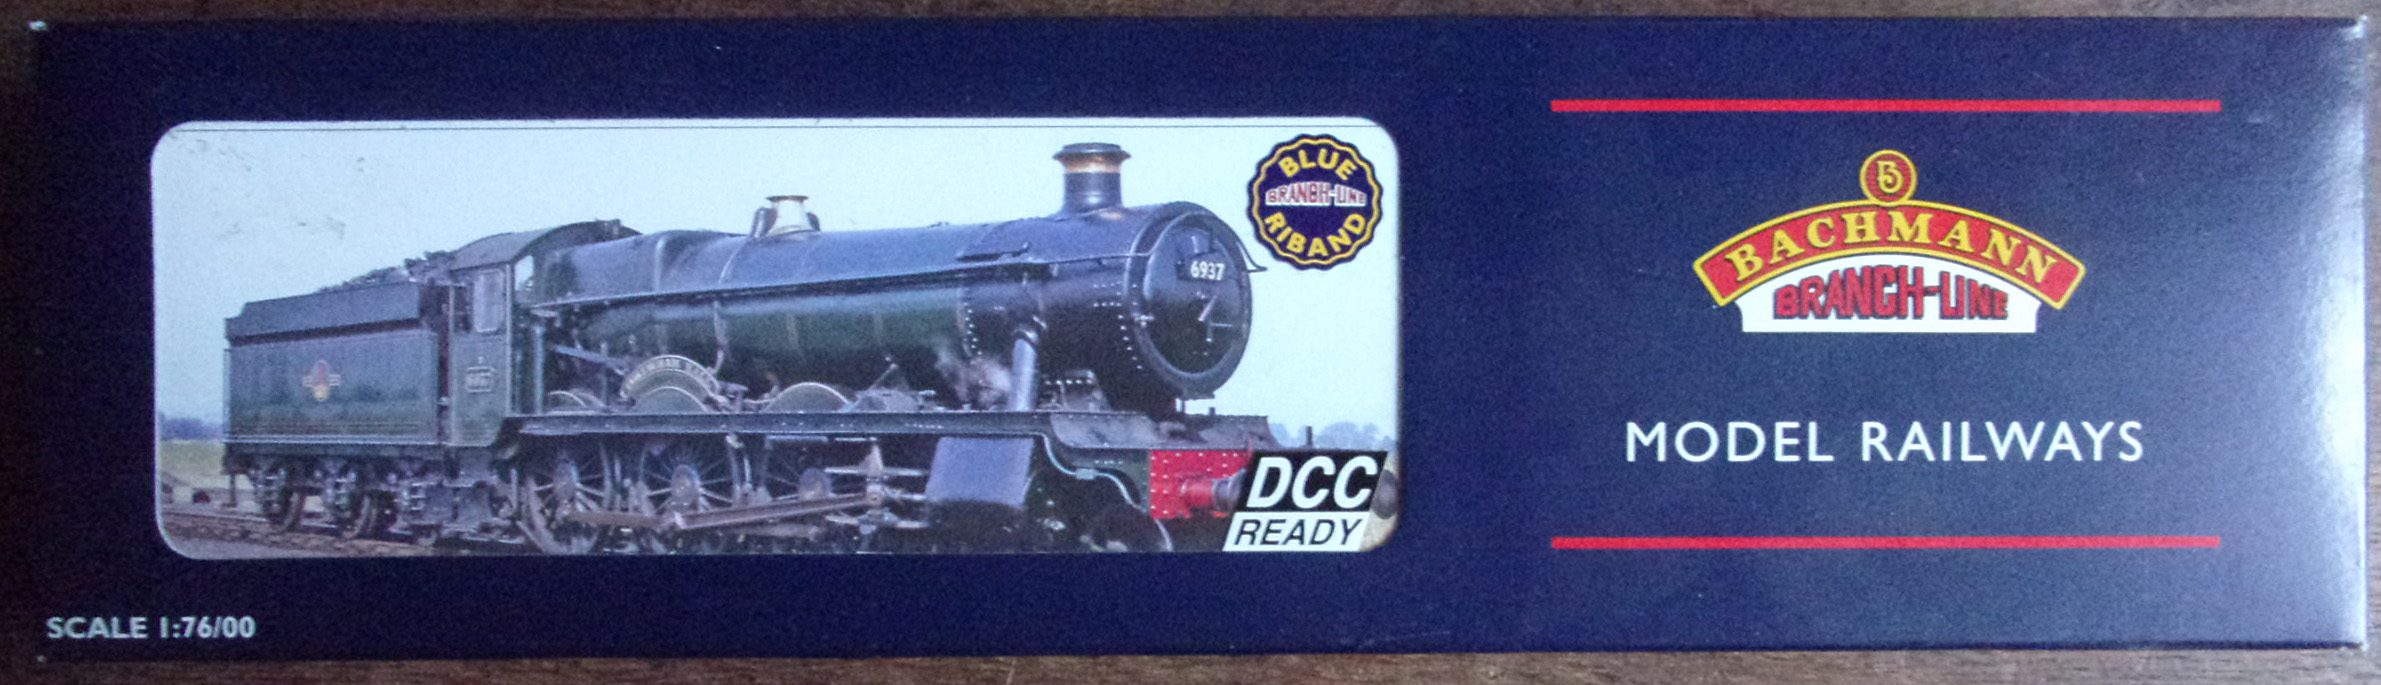 BLUE
BRANCH-LINE
RIBAND
6937
DCC
READY
B
BACHMANN
BRANCH-LINE
MODEL RAILWAYS
SCALE 1:76/00